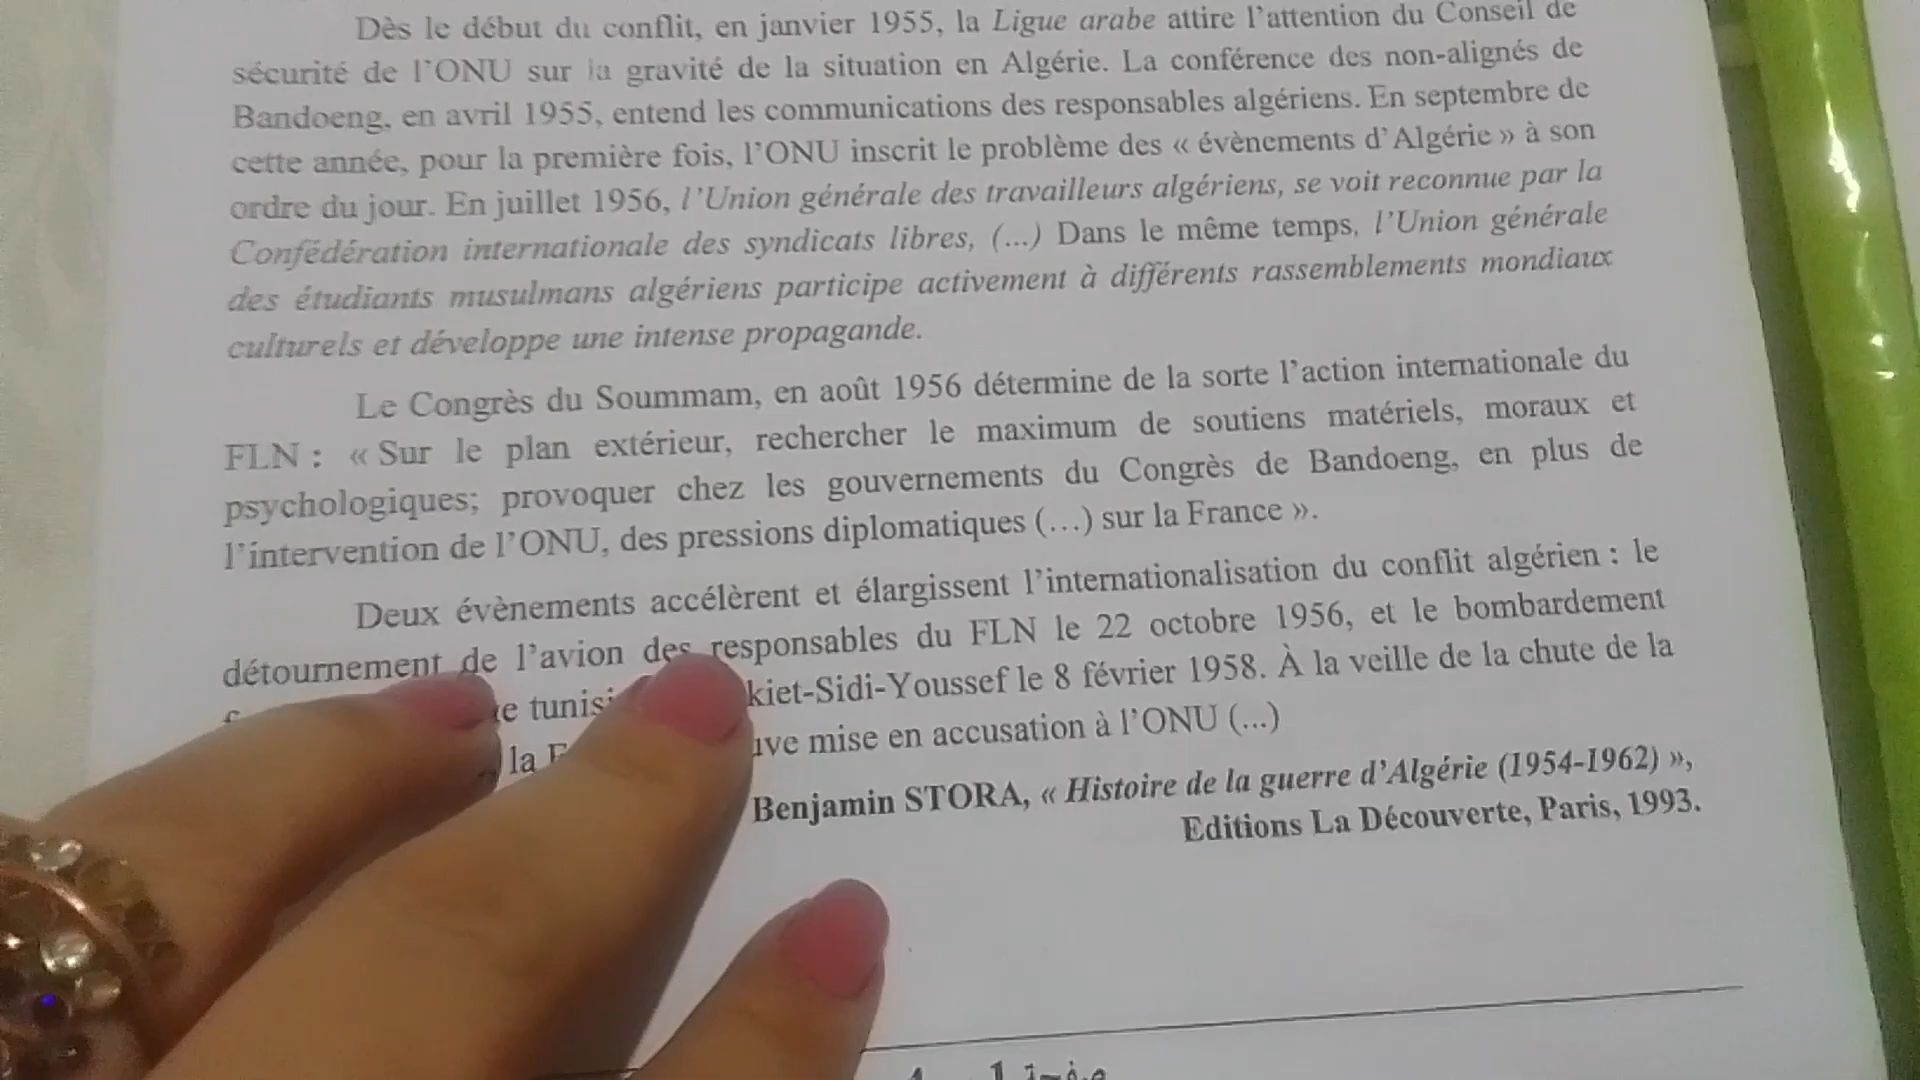 Dès le début du conflit, en janvier 1955, la Ligue arabe attire l'attention du Conseil de
sécurité de l'ONU sur la gravité de la situation en Algérie. La conférence des non-alignés de
Bandoeng, en avril 1955, entend les communications des responsables algériens. En septembre de
cette année, pour la première fois, l'ONU inscrit le problème des « évènements d'Algérie » à son
ordre du jour. En juillet 1956, l'Union générale des travailleurs algériens, se voit reconnue par la
Confédération internationale des syndicats libres, (...) Dans le même temps, l'Union générale
des étudiants musulmans algériens participe activement à différents rassemblements mondiaux
culturels et développe une intense propagande.
Le Congrès du Soummam, en août 1956 détermine de la sorte l'action internationale du
FLN : « Sur le plan extérieur, rechercher le maximum de soutiens matériels, moraux et
psychologiques; provoquer chez les gouvernements du Congrès de Bandoeng, en plus de
l'intervention de l'ONU, des pressions diplomatiques (...) sur la France ».
Deux évènements accélèrent et élargissent l'internationalisation du conflit algérien : le
détournement de l'avion des responsables du FLN le 22 octobre 1956, et le bombardement
kiet-Sidi-Youssef le 8 février 1958. À la veille de la chute de la
la mise en accusation à l'ONU (...)
Benjamin STORA, « Histoire de la guerre d'Algérie (1954-1962) »,
Editions La Découverte, Paris, 1993.